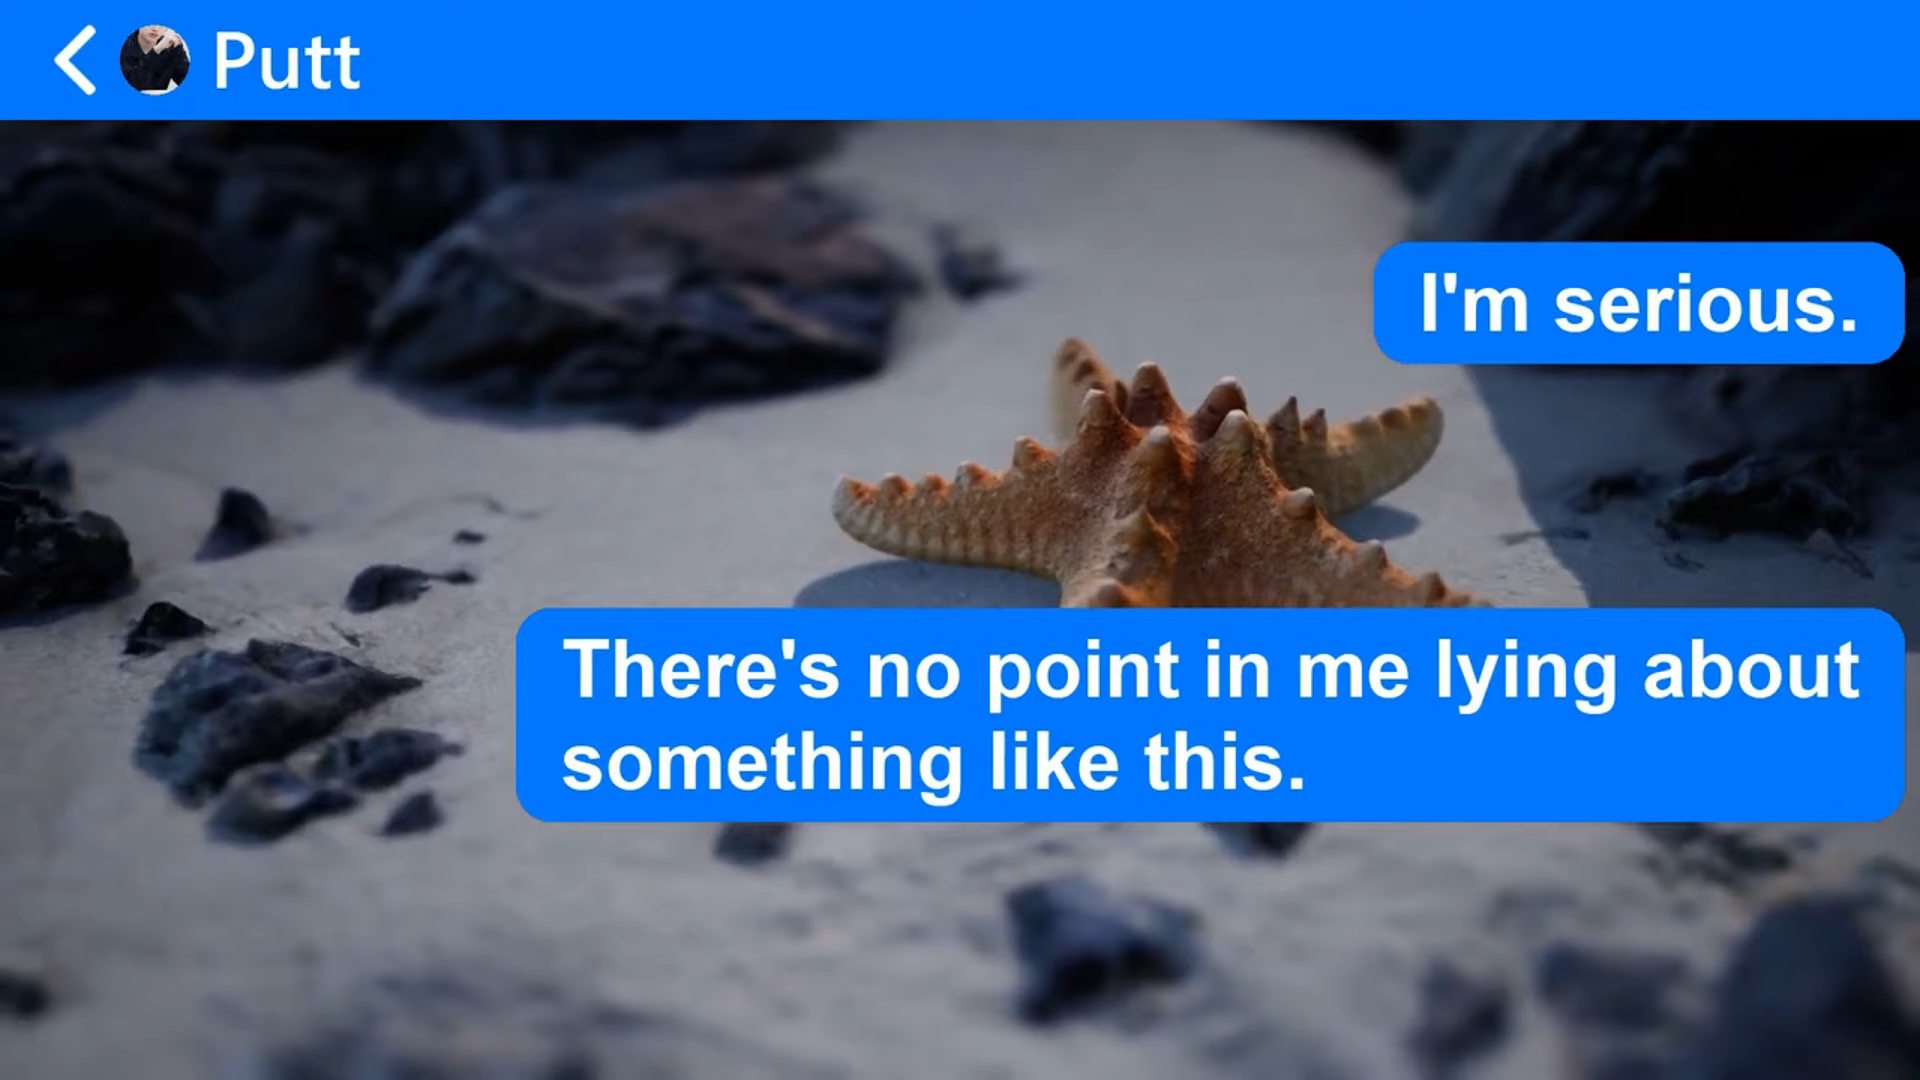 Putt
I'm serious.
There's no point in me lying about
something like this.